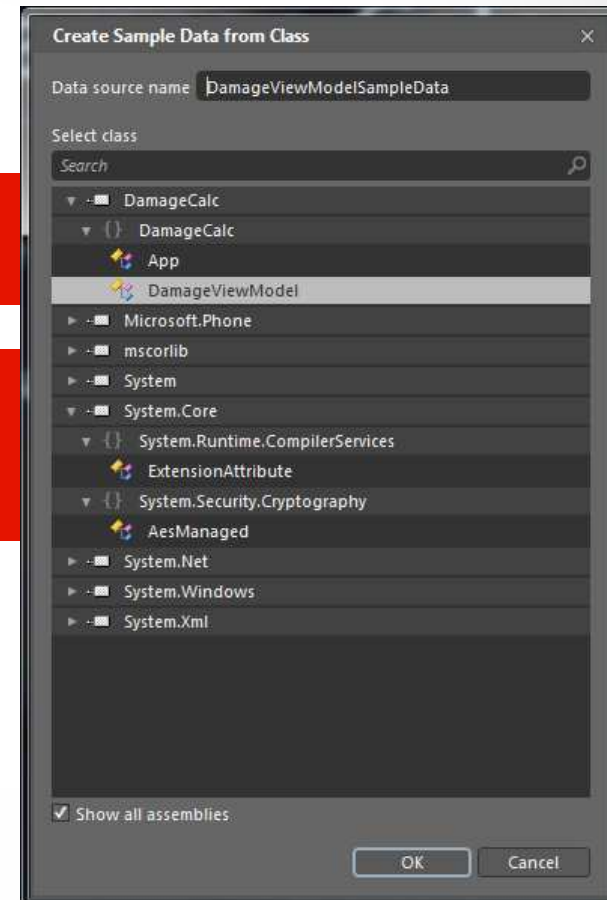 Create Sample Data from Class
Data source name DamageViewModelSampleData
Select class
Search
DamageCalc
{} DamageCalc
App
DamageViewModel
Microsoft.Phone
mscorlib
System
System.Core
{} System.Runtime.CompilerServices
ExtensionAttribute
{} System.Security.Cryptography
AesManaged
System.Net
System.Windows
System.Xml
Show all assemblies
OK Cancel